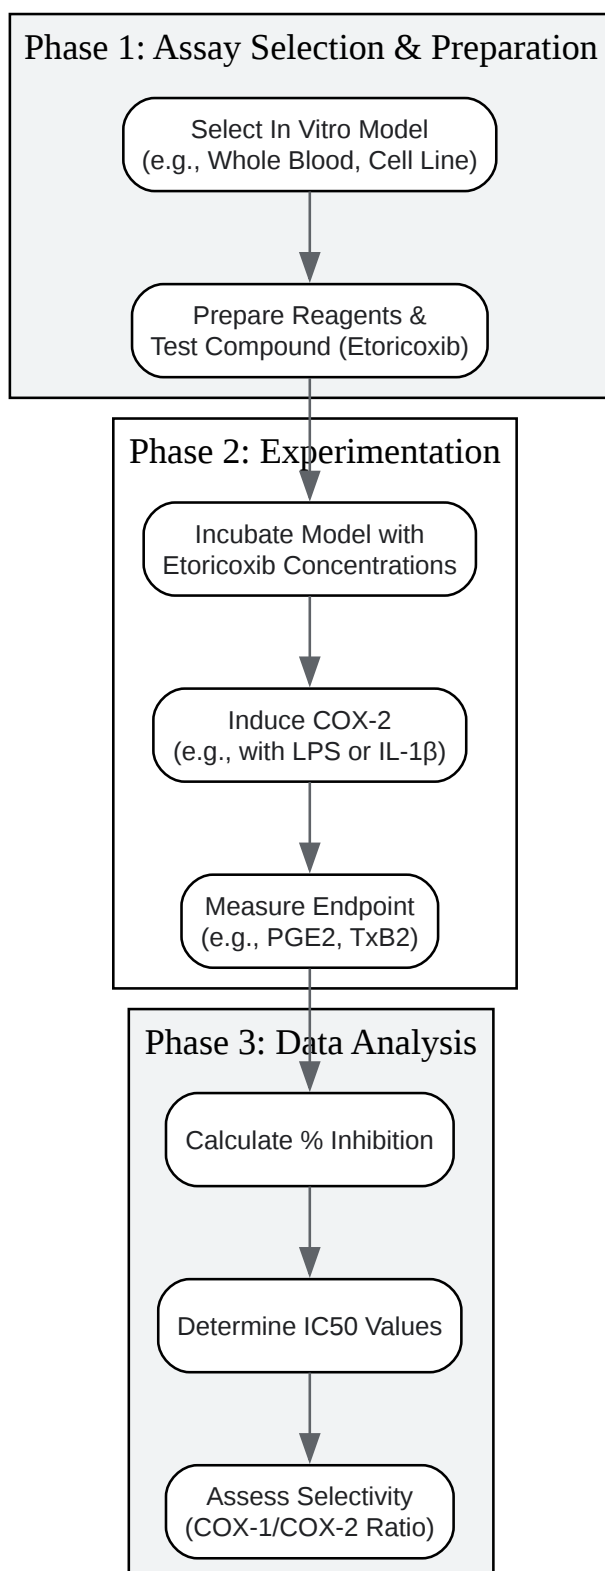 Phase 1: Assay Selection & Preparation
Select In Vitro Model
(e.g., Whole Blood, Cell Line)
Prepare Reagents &
Test Compound (Etoricoxib)
Phase 2: Experimentation
Incubate Model with
Etoricoxib Concentrations
Induce COX-2
(e.g., with LPS or IL-1β)
Measure Endpoint
(e.g., PGE2, TxB2)
Phase 3: Data Analysis
Calculate % Inhibition
Determine IC50 Values
Assess Selectivity
(COX-1/COX-2 Ratio)